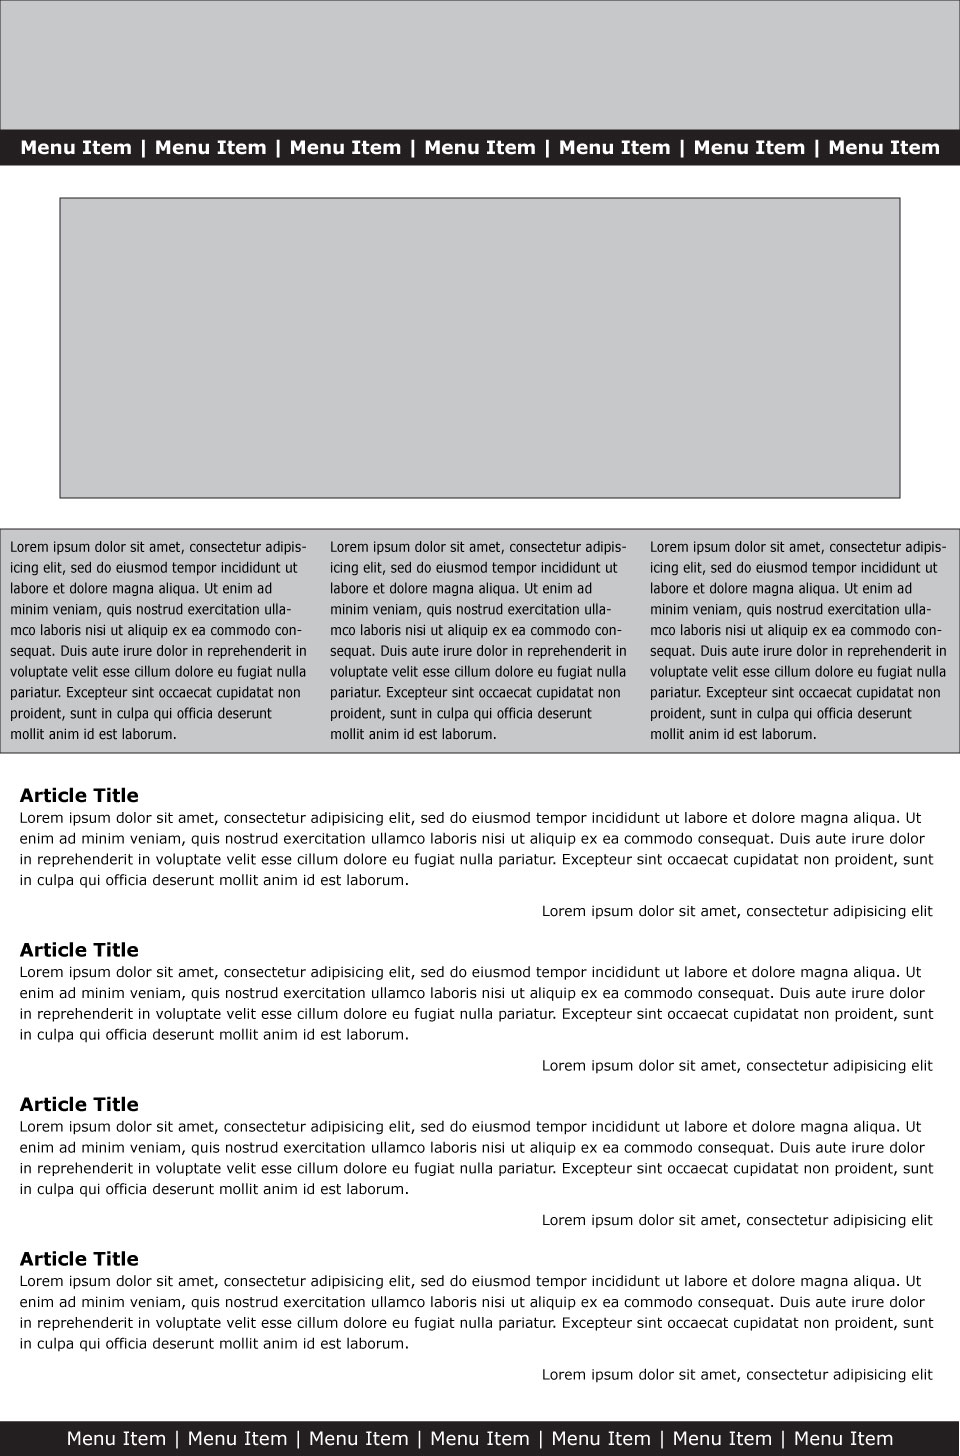 Menu Item | Menu Item | Menu Item | Menu Item | Menu Item | Menu Item | Menu Item
Lorem ipsum dolor sit amet, consectetur adipis-
icing elit, sed do eiusmod tempor incididunt ut
labore et dolore magna aliqua. Ut enim ad
minim veniam, quis nostrud exercitation ulla-
mco laboris nisi ut aliquip ex ea commodo con-
sequat. Duis aute irure dolor in reprehenderit in
voluptate velit esse cillum dolore eu fugiat nulla
pariatur. Excepteur sint occaecat cupidatat non
proident, sunt in culpa qui officia deserunt
mollit anim id est laborum.
Lorem ipsum dolor sit amet, consectetur adipis-
icing elit, sed do eiusmod tempor incididunt ut
labore et dolore magna aliqua. Ut enim ad
minim veniam, quis nostrud exercitation ulla-
mco laboris nisi ut aliquip ex ea commodo con-
sequat. Duis aute irure dolor in reprehenderit in
voluptate velit esse cillum dolore eu fugiat nulla
pariatur. Excepteur sint occaecat cupidatat non
proident, sunt in culpa qui officia deserunt
mollit anim id est laborum.
Lorem ipsum dolor sit amet, consectetur adipis-
icing elit, sed do eiusmod tempor incididunt ut
labore et dolore magna aliqua. Ut enim ad
minim veniam, quis nostrud exercitation ulla-
mco laboris nisi ut aliquip ex ea commodo con-
sequat. Duis aute irure dolor in reprehenderit in
voluptate velit esse cillum dolore eu fugiat nulla
pariatur. Excepteur sint occaecat cupidatat non
proident, sunt in culpa qui officia deserunt
mollit anim id est laborum.
Article Title
Lorem ipsum dolor sit amet, consectetur adipisicing elit, sed do eiusmod tempor incididunt ut labore et dolore magna aliqua. Ut
enim ad minim veniam, quis nostrud exercitation ullamco laboris nisi ut aliquip ex ea commodo consequat. Duis aute irure dolor
in reprehenderit in voluptate velit esse cillum dolore eu fugiat nulla pariatur. Excepteur sint occaecat cupidatat non proident, sunt
in culpa qui officia deserunt mollit anim id est laborum.
Lorem ipsum dolor sit amet, consectetur adipisicing elit
Article Title
Lorem ipsum dolor sit amet, consectetur adipisicing elit, sed do eiusmod tempor incididunt ut labore et dolore magna aliqua. Ut
enim ad minim veniam, quis nostrud exercitation ullamco laboris nisi ut aliquip ex ea commodo consequat. Duis aute irure dolor
in reprehenderit in voluptate velit esse cillum dolore eu fugiat nulla pariatur. Excepteur sint occaecat cupidatat non proident, sunt
in culpa qui officia deserunt mollit anim id est laborum.
Lorem ipsum dolor sit amet, consectetur adipisicing elit
Article Title
Lorem ipsum dolor sit amet, consectetur adipisicing elit, sed do eiusmod tempor incididunt ut labore et dolore magna aliqua. Ut
enim ad minim veniam, quis nostrud exercitation ullamco laboris nisi ut aliquip ex ea commodo consequat. Duis aute irure dolor
in reprehenderit in voluptate velit esse cillum dolore eu fugiat nulla pariatur. Excepteur sint occaecat cupidatat non proident, sunt
in culpa qui officia deserunt mollit anim id est laborum.
Lorem ipsum dolor sit amet, consectetur adipisicing elit
Article Title
Lorem ipsum dolor sit amet, consectetur adipisicing elit, sed do eiusmod tempor incididunt ut labore et dolore magna aliqua. Ut
enim ad minim veniam, quis nostrud exercitation ullamco laboris nisi ut aliquip ex ea commodo consequat. Duis aute irure dolor
in reprehenderit in voluptate velit esse cillum dolore eu fugiat nulla pariatur. Excepteur sint occaecat cupidatat non proident, sunt
in culpa qui officia deserunt mollit anim id est laborum.
Lorem ipsum dolor sit amet, consectetur adipisicing elit
Menu Item | Menu Item | Menu Item | Menu Item | Menu Item | Menu Item | Menu Item